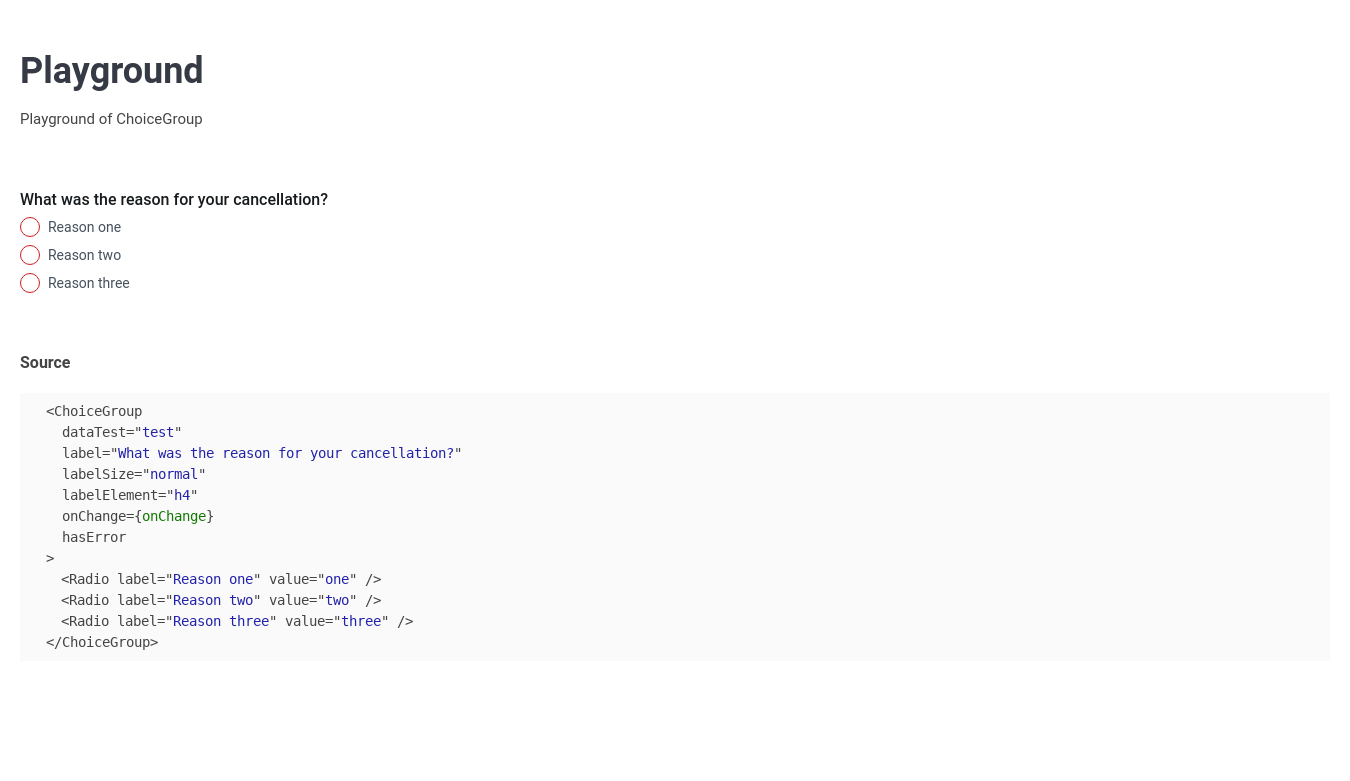 Playground
Playground of ChoiceGroup
What was the reason for your cancellation?
Reason one
Reason two
Reason three
Source
<ChoiceGroup
  dataTest="test"
  label="What was the reason for your cancellation?"
  labelSize="normal"
  labelElement="h4"
  onChange={onChange}
  hasError
>
  <Radio label="Reason one" value="one" />
  <Radio label="Reason two" value="two" />
  <Radio label="Reason three" value="three" />
</ChoiceGroup>